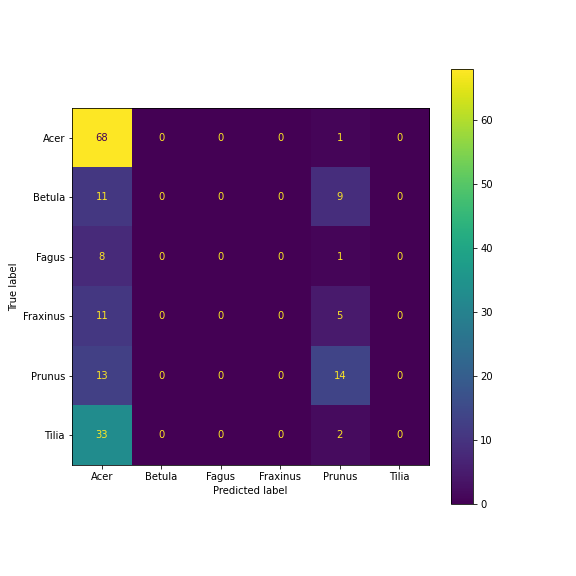 Acer 68 0 0 0 1 0
Betula 11 0 0 0 9 0
Fagus 8 0 0 0 1 0
Fraxinus 11 0 0 0 5 0
Prunus 13 0 0 0 14 0
Tilia 33 0 0 0 2 0
Acer Betula Fagus Fraxinus Prunus Tilia
Predicted label
True label
60
50
40
30
20
10
0